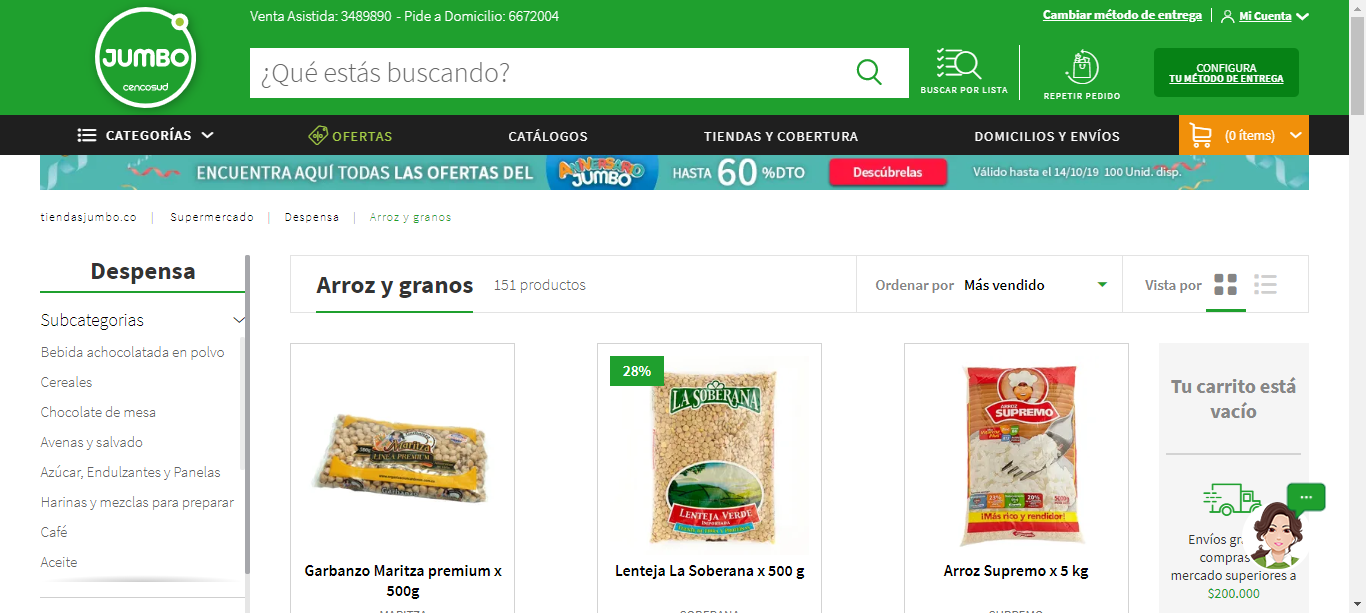 Venta Asistida: 3489890 - Pide a Domicilio: 6672004
Cambiar método de entrega
Mi Cuenta
JUMBO
cencosud
¿Qué estás buscando?
BUSCAR POR LISTA
REPETIR PEDIDO
CONFIGURA
TU MÉTODO DE ENTREGA
CATEGORÍAS
OFERTAS
CATÁLOGOS
TIENDAS Y COBERTURA
DOMICILIOS Y ENVÍOS
(0 ítems)
ENCUENTRA AQUÍ TODAS LAS OFERTAS DEL
ANIVERSARIO
JUMBO
HASTA 60 %DTO
Descúbrelas
Válido hasta el 14/10/19 100 Unid. disp.
tiendasjumbo.co | Supermercado | Despensa | Arroz y granos
Despensa
Subcategorias
Bebida achocolatada en polvo
Cereales
Chocolate de mesa
Avenas y salvado
Azúcar, Endulzantes y Panelas
Harinas y mezclas para preparar
Café
Aceite
Arroz y granos
151 productos
Ordenar por Más vendido
Vista por
Maritza
LINEA PREMIUM
Garbanzo Maritza premium x
500g
MARITZA
28%
LA SOBERANA
LENTEJA VERDE
IMPORTADA
Lenteja La Soberana x 500 g
SOBERANA
ARROZ
SUPREMO
¡Más rico y rendidor!
Arroz Supremo x 5 kg
SUPREMO
Tu carrito está
vacío
Envíos
compras
mercado superiores a
$200.000